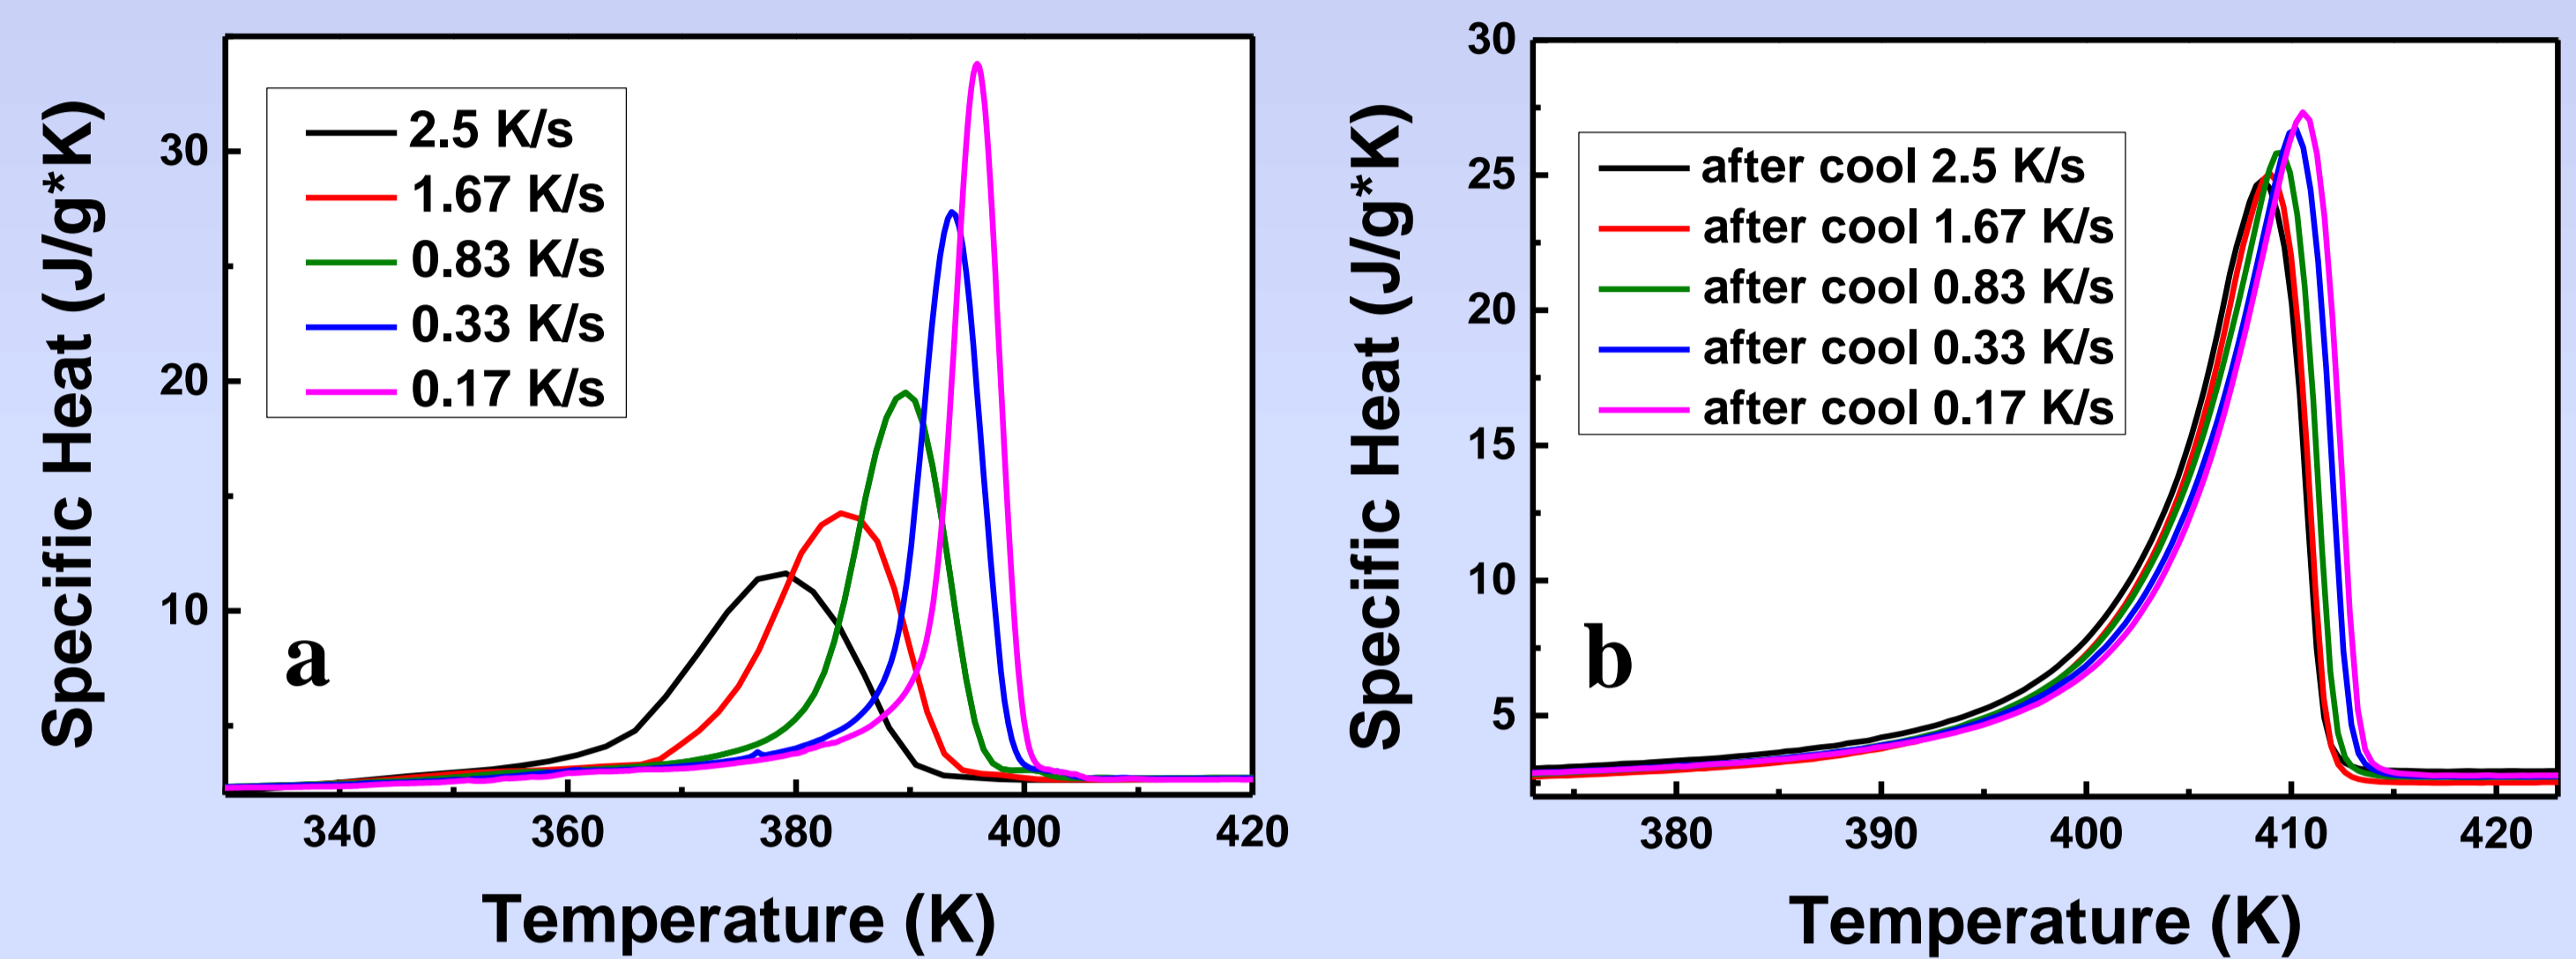 Specific Heat (J/g*K)
30
20
10
2.5 K/s
1.67 K/s
0.83 K/s
0.33 K/s
0.17 K/s
a
340 360 380 400 420
Temperature (K)
Specific Heat (J/g*K)
30
25
20
15
10
5
after cool 2.5 K/s
after cool 1.67 K/s
after cool 0.83 K/s
after cool 0.33 K/s
after cool 0.17 K/s
b
380 390 400 410 420
Temperature (K)